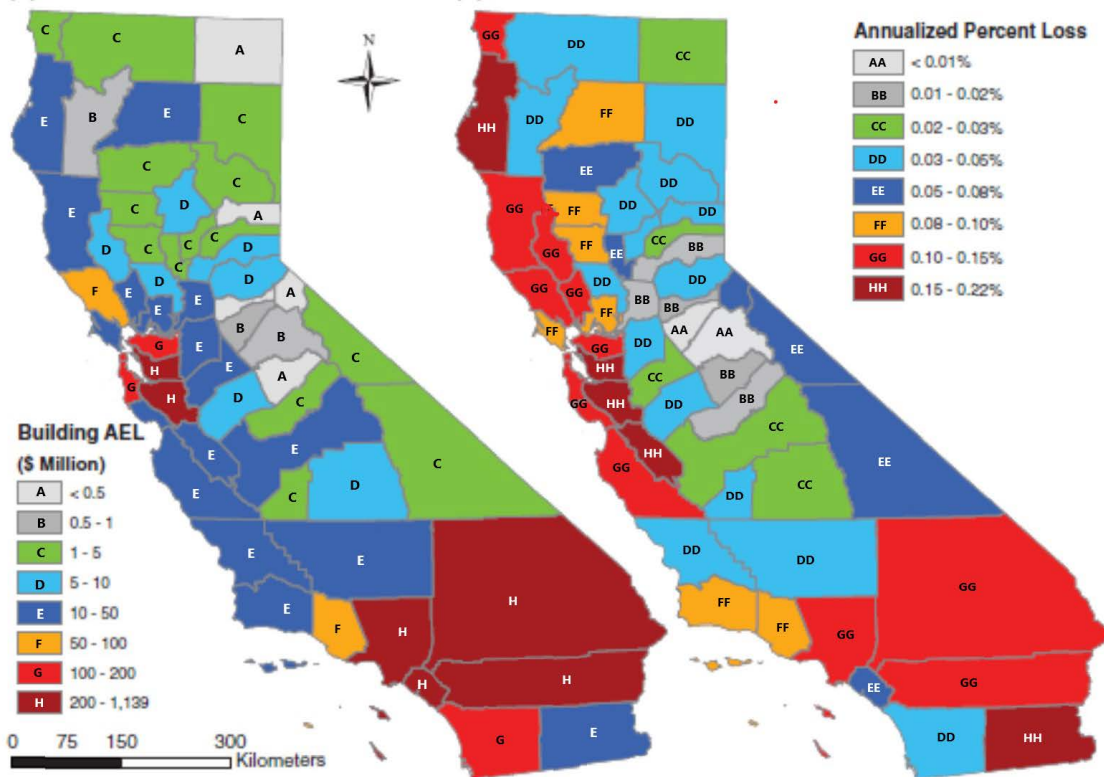 N
C
C
A
E
B
E
C
C
C
E
C
D
A
D
C
C
C
D
C
D
F
E
D
E
E
A
B
B
G
E
C
H
E
A
G
H
D
C
E
E
C
D
C
E
E
E
E
F
H
H
H
H
G
E
Building AEL
($ Million)
A < 0.5
B 0.5 - 1
C 1 - 5
D 5 - 10
E 10 - 50
F 50 - 100
G 100 - 200
H 200 - 1,139
0 75 150 300
Kilometers
GG
DD
CC
HH
DD
FF
DD
EE
DD
GG
FF
DD
DD
GG
FF
EE
CC
BB
GG
GG
DD
DD
FF
BB
BB
FF
GG
DD
AA
AA
EE
HH
CC
BB
GG
HH
DD
BB
CC
HH
GG
EE
DD
CC
DD
DD
GG
FF
FF
GG
GG
EE
DD
HH
Annualized Percent Loss
AA < 0.01%
BB 0.01 - 0.02%
CC 0.02 - 0.03%
DD 0.03 - 0.05%
EE 0.05 - 0.08%
FF 0.08 - 0.10%
GG 0.10 - 0.15%
HH 0.15 - 0.22%